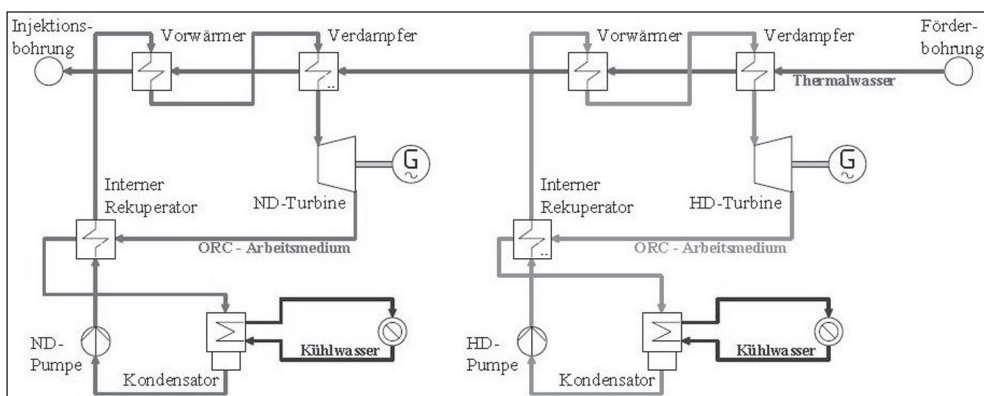 Injektions-
bohrung
Vorwärmer
Verdampfer
Vorwärmer
Verdampfer
Förder-
bohrung
Thermalwasser
G
~
G
~
Interner
Rekuperator
ND-Turbine
Interner
Rekuperator
HD-Turbine
ORC - Arbeitsmedium
ORC - Arbeitsmedium
ND-
Pumpe
Kühlwasser
Kondensator
HD-
Pumpe
Kühlwasser
Kondensator